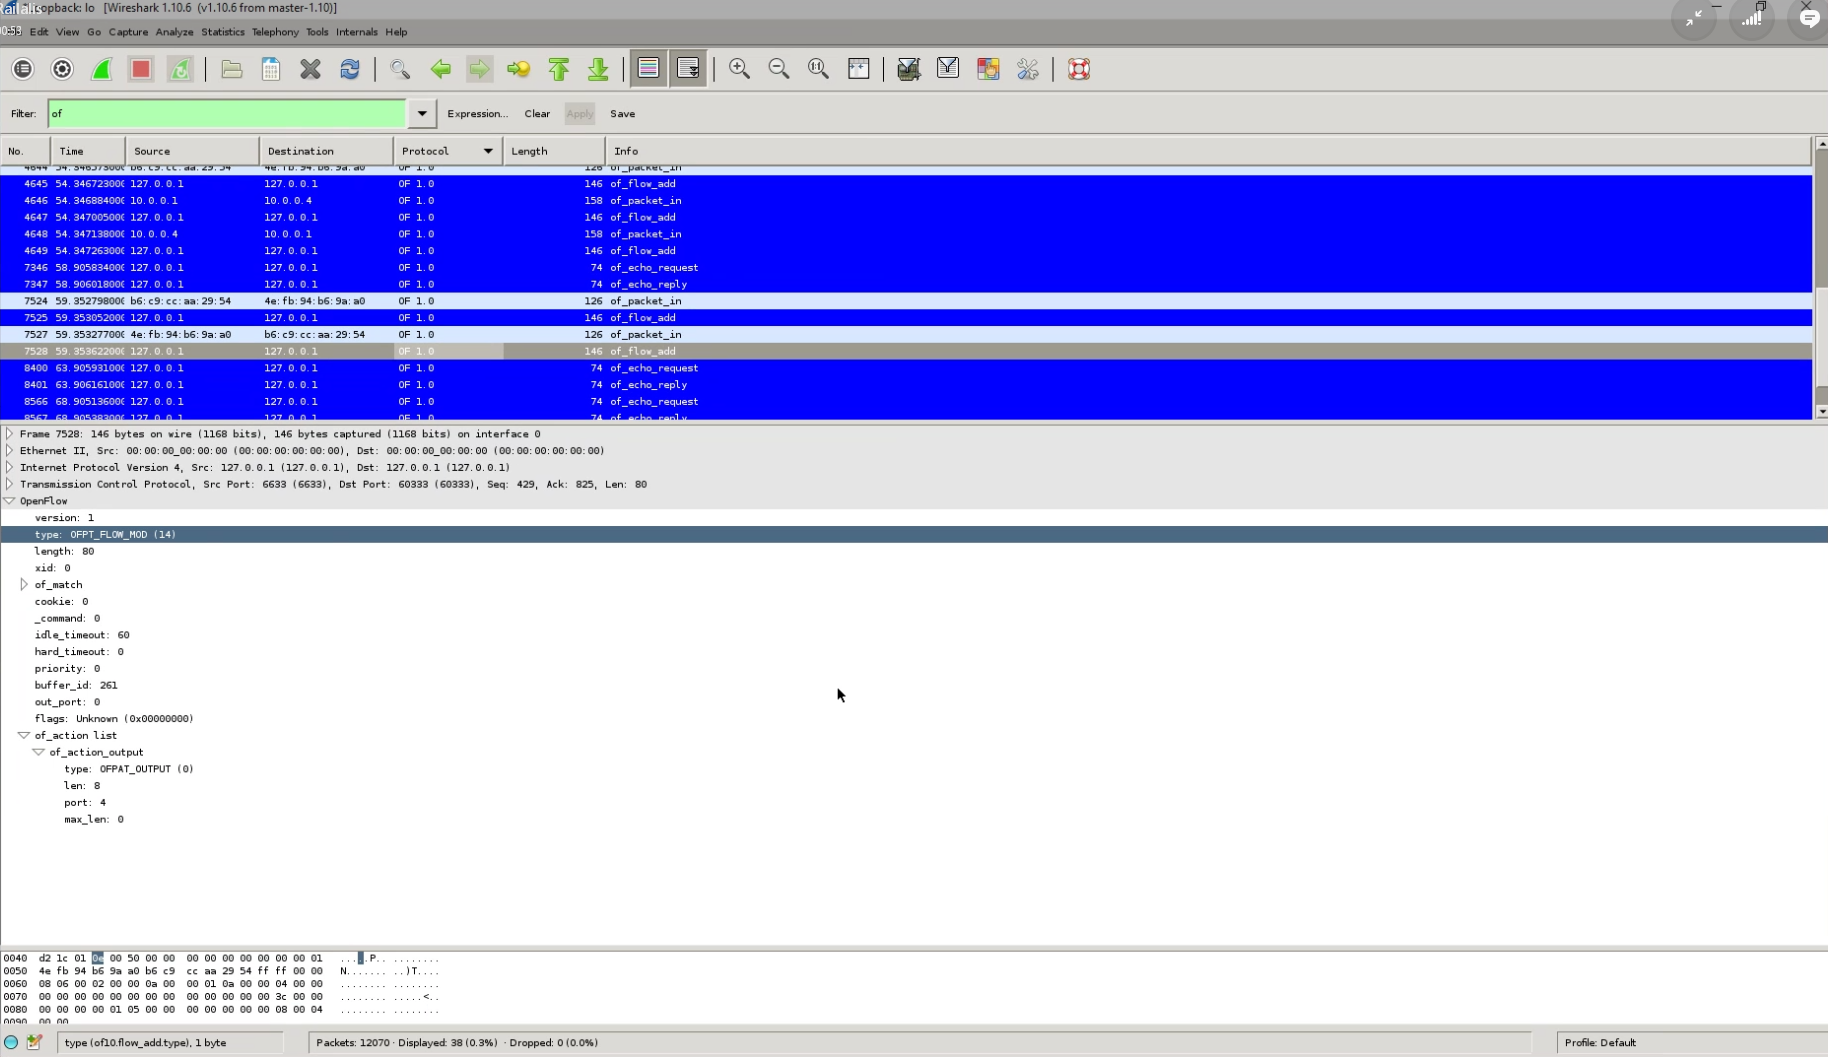 Loopback: lo [Wireshark 1.10.6 (v1.10.6 from master-1.10)]
Edit View Go Capture Analyze Statistics Telephony Tools Internals Help
Filter: of Expression... Clear Apply Save
No. Time Source Destination Protocol Length Info
4644 54.346573000 b6:c9:cc:aa:29:54 4e:fb:94:b6:9a:a0 OF 1.0 126 of_packet_in
4645 54.346723000 127.0.0.1 127.0.0.1 OF 1.0 146 of_flow_add
4646 54.346884000 10.0.0.1 10.0.0.4 OF 1.0 158 of_packet_in
4647 54.347005000 127.0.0.1 127.0.0.1 OF 1.0 146 of_flow_add
4648 54.347138000 10.0.0.4 10.0.0.1 OF 1.0 158 of_packet_in
4649 54.347263000 127.0.0.1 127.0.0.1 OF 1.0 146 of_flow_add
7346 58.905834000 127.0.0.1 127.0.0.1 OF 1.0 74 of_echo_request
7347 58.906018000 127.0.0.1 127.0.0.1 OF 1.0 74 of_echo_reply
7524 59.352798000 b6:c9:cc:aa:29:54 4e:fb:94:b6:9a:a0 OF 1.0 126 of_packet_in
7525 59.353052000 127.0.0.1 127.0.0.1 OF 1.0 146 of_flow_add
7527 59.353277000 4e:fb:94:b6:9a:a0 b6:c9:cc:aa:29:54 OF 1.0 126 of_packet_in
7528 59.353622000 127.0.0.1 127.0.0.1 OF 1.0 146 of_flow_add
8400 63.905931000 127.0.0.1 127.0.0.1 OF 1.0 74 of_echo_request
8401 63.906161000 127.0.0.1 127.0.0.1 OF 1.0 74 of_echo_reply
8566 68.905136000 127.0.0.1 127.0.0.1 OF 1.0 74 of_echo_request
8567 68.905383000 127.0.0.1 127.0.0.1 OF 1.0 74 of_echo_reply
Frame 7528: 146 bytes on wire (1168 bits), 146 bytes captured (1168 bits) on interface 0
Ethernet II, Src: 00:00:00_00:00:00 (00:00:00:00:00:00), Dst: 00:00:00_00:00:00 (00:00:00:00:00:00)
Internet Protocol Version 4, Src: 127.0.0.1 (127.0.0.1), Dst: 127.0.0.1 (127.0.0.1)
Transmission Control Protocol, Src Port: 6633 (6633), Dst Port: 60333 (60333), Seq: 429, Ack: 825, Len: 80
OpenFlow
version: 1
type: OFPT_FLOW_MOD (14)
length: 80
xid: 0
of_match
cookie: 0
_command: 0
idle_timeout: 60
hard_timeout: 0
priority: 0
buffer_id: 261
out_port: 0
flags: Unknown (0x00000000)
of_action list
of_action_output
type: OFPAT_OUTPUT (0)
len: 8
port: 4
max_len: 0
0040 d2 1c 01 0e 00 50 00 00 00 00 00 00 00 00 00 01 .....P.. ........
0050 4e fb 94 b6 9a a0 b6 c9 cc aa 29 54 ff ff 00 00 N....... ..)T....
0060 08 06 00 02 00 00 0a 00 00 01 0a 00 00 04 00 00 ........ ........
0070 00 00 00 00 00 00 00 00 00 00 00 00 00 3c 00 00 ........ .....<..
0080 00 00 00 00 01 05 00 00 00 00 00 00 00 00 08 00 04 ........ ........
0090 00 00
type (of10.flow_add.type), 1 byte Packets: 12070 · Displayed: 38 (0.3%) · Dropped: 0 (0.0%) Profile: Default